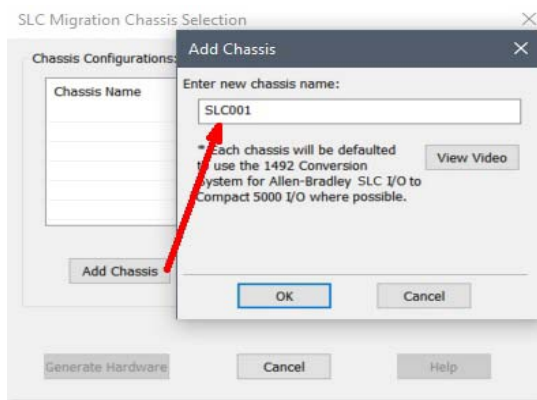 SLC Migration Chassis Selection
Chassis Configurations:
Chassis Name
Add Chassis
Generate Hardware
Cancel
Help
Add Chassis
Enter new chassis name:
SLC001
* Each chassis will be defaulted
to use the 1492 Conversion
System for Allen-Bradley SLC I/O to
Compact 5000 I/O where possible.
View Video
OK
Cancel